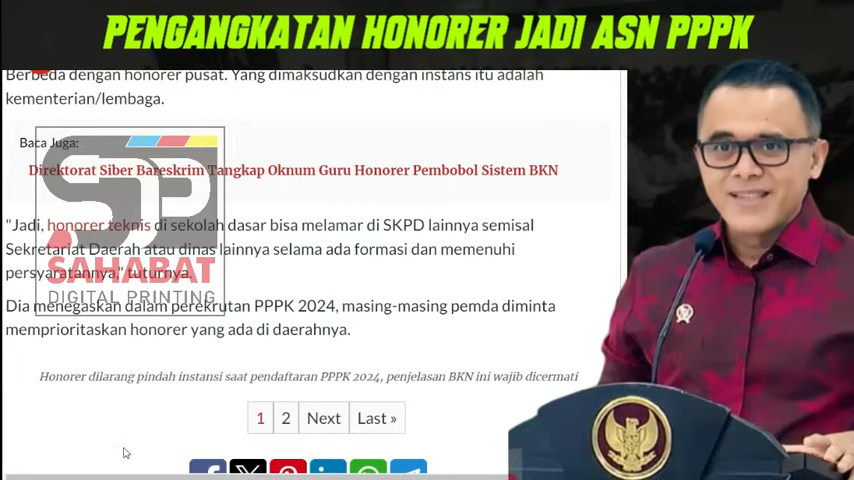 PENGANGKATAN HONORER JADI ASN PPPK
Berbeda dengan honorer pusat. Yang dimaksudkan dengan instans itu adalah
kementerian/lembaga.
Baca Juga:
Direktorat Siber Bareskrim Tangkap Oknum Guru Honorer Pembobol Sistem BKN
"Jadi, honorer teknis di sekolah dasar bisa melamar di SKPD lainnya semisal
Sekretariat Daerah atau dinas lainnya selama ada formasi dan memenuhi
persyaratannya," tuturnya.
SAHABAT
DIGITAL PRINTING
Dia menegaskan dalam perekrutan PPPK 2024, masing-masing pemda diminta
memprioritaskan honorer yang ada di daerahnya.
Honorer dilarang pindah instansi saat pendaftaran PPPK 2024, penjelasan BKN ini wajib dicermati
1 2 Next Last »